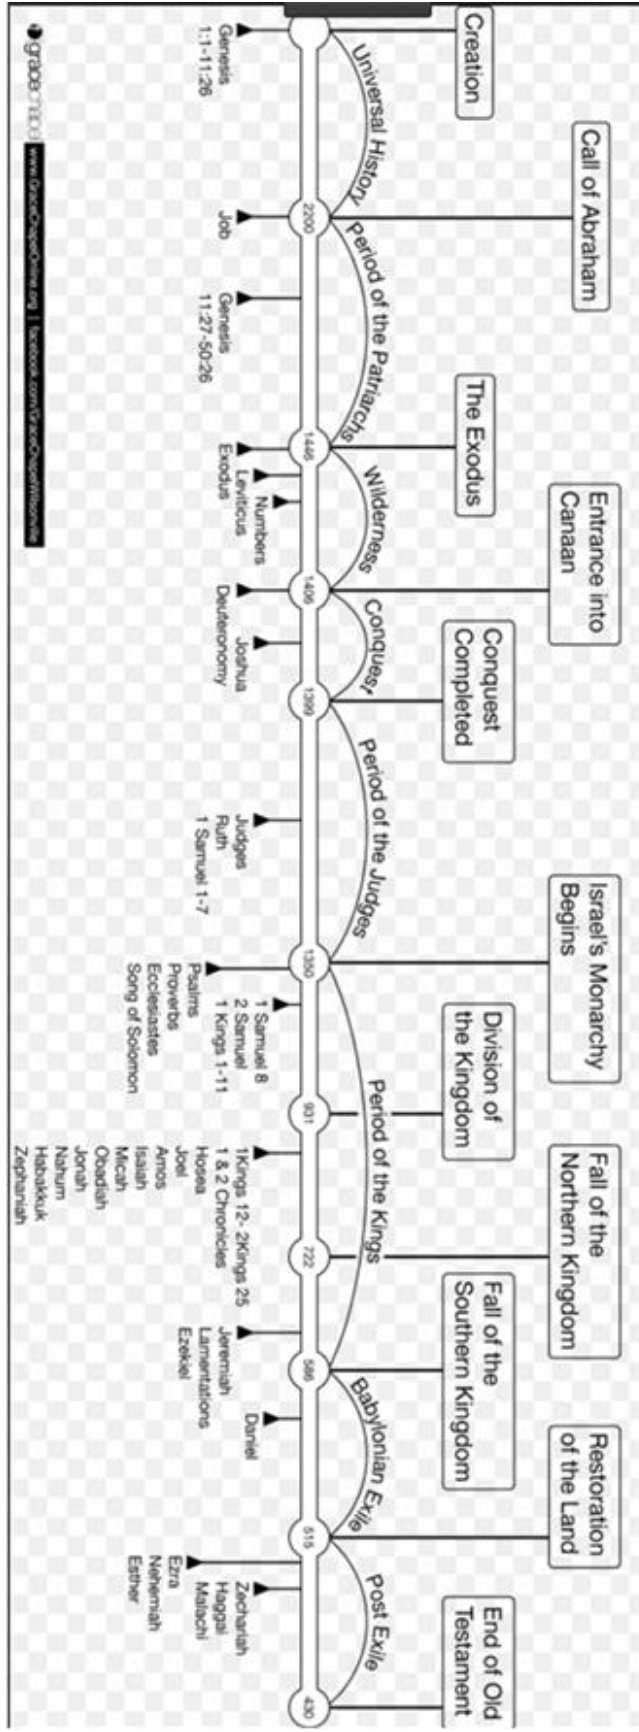 Creation
Call of Abraham
The Exodus
Entrance into
Canaan
Conquest
Completed
Israel's Monarchy
Begins
Division of
the Kingdom
Fall of the
Northern Kingdom
Fall of the
Southern Kingdom
Restoration
of the Land
End of Old
Testament
Universal History
Period of the Patriarchs
Wilderness
Conquest
Period of the Judges
Period of the Kings
Babylonian Exile
Post Exile
2200
1446
1406
1399
1350
931
722
586
515
430
Genesis
1:1-11:26
Job
Genesis
11:27-50:26
Exodus
Leviticus
Numbers
Deuteronomy
Joshua
Judges
Ruth
1 Samuel 1-7
Psalms
Proverbs
Ecclesiastes
Song of Solomon
1 Samuel 8
2 Samuel
1 Kings 1-11
1Kings 12- 2Kings 25
1 & 2 Chronicles
Hosea
Joel
Amos
Isaiah
Micah
Obadiah
Jonah
Nahum
Habakkuk
Zephaniah
Jeremiah
Lamentations
Ezekiel
Daniel
Ezra
Nehemiah
Esther
Zechariah
Haggai
Malachi
gracechapel www.GraceChapelOnline.org | facebook.com/GraceChapelWilsonville